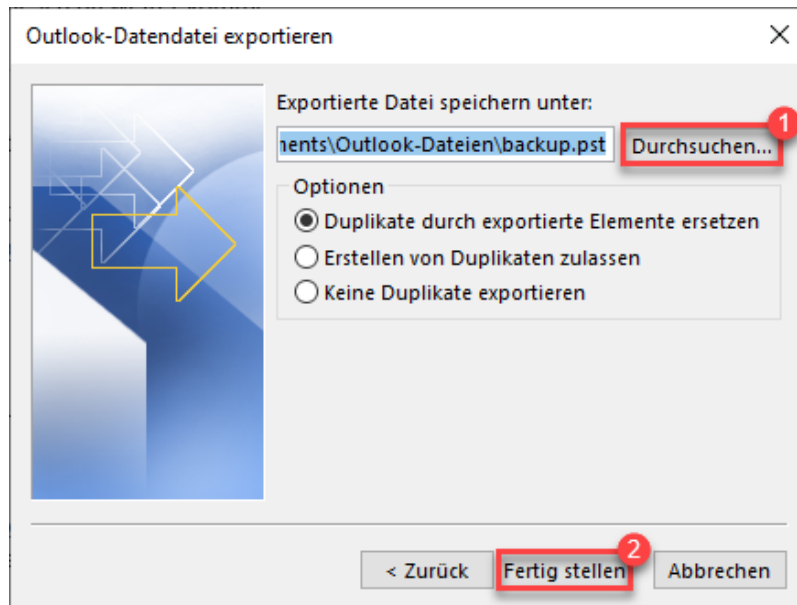 Outlook-Datendatei exportieren
Exportierte Datei speichern unter:
1
nents\Outlook-Dateien\backup.pst Durchsuchen...
Optionen
Duplikate durch exportierte Elemente ersetzen
Erstellen von Duplikaten zulassen
Keine Duplikate exportieren
2
< Zurück Fertig stellen Abbrechen